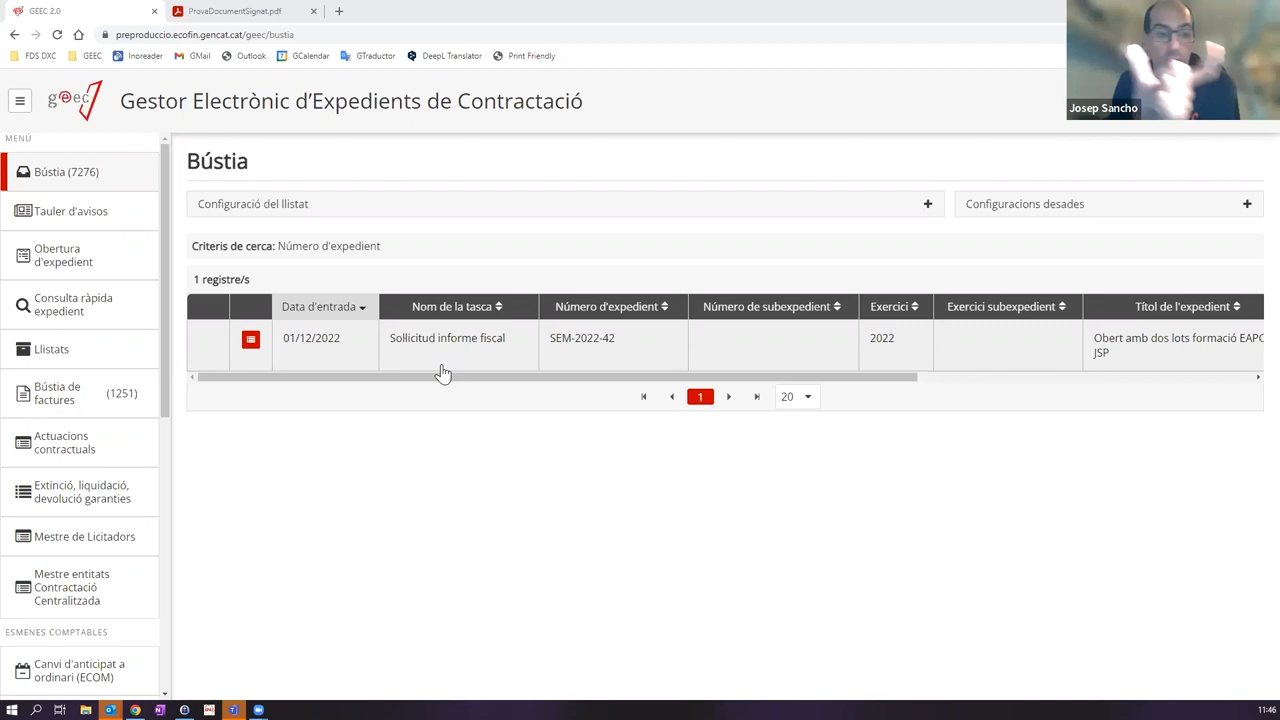 GEEC 2.0
ProvaDocumentSignat.pdf
preproduccio.ecofin.gencat.cat/geec/bustia
FDS DXC
GEEC
Inoreader
GMail
Outlook
GCalendar
GTraductor
DeepL Translator
Print Friendly
Josep Sancho
geec
Gestor Electrònic d'Expedients de Contractació
MENÚ
Bústia (7276)
Tauler d'avisos
Obertura
d'expedient
Consulta ràpida
expedient
Llistats
Bústia de
factures
(1251)
Actuacions
contractuals
Extinció, liquidació,
devolució garanties
Mestre de Licitadors
Mestre entitats
Contractació
Centralitzada
ESMENES COMPTABLES
Canvi d'anticipat a
ordinari (ECOM)
Bústia
Configuració del llistat
Configuracions desades
Criteris de cerca: Número d'expedient
1 registre/s
Data d'entrada
Nom de la tasca
Número d'expedient
Número de subexpedient
Exercici
Exercici subexpedient
Títol de l'expedient
01/12/2022
Sol·licitud informe fiscal
SEM-2022-42
2022
Obert amb dos lots formació EAPC
JSP
1
20
11:46